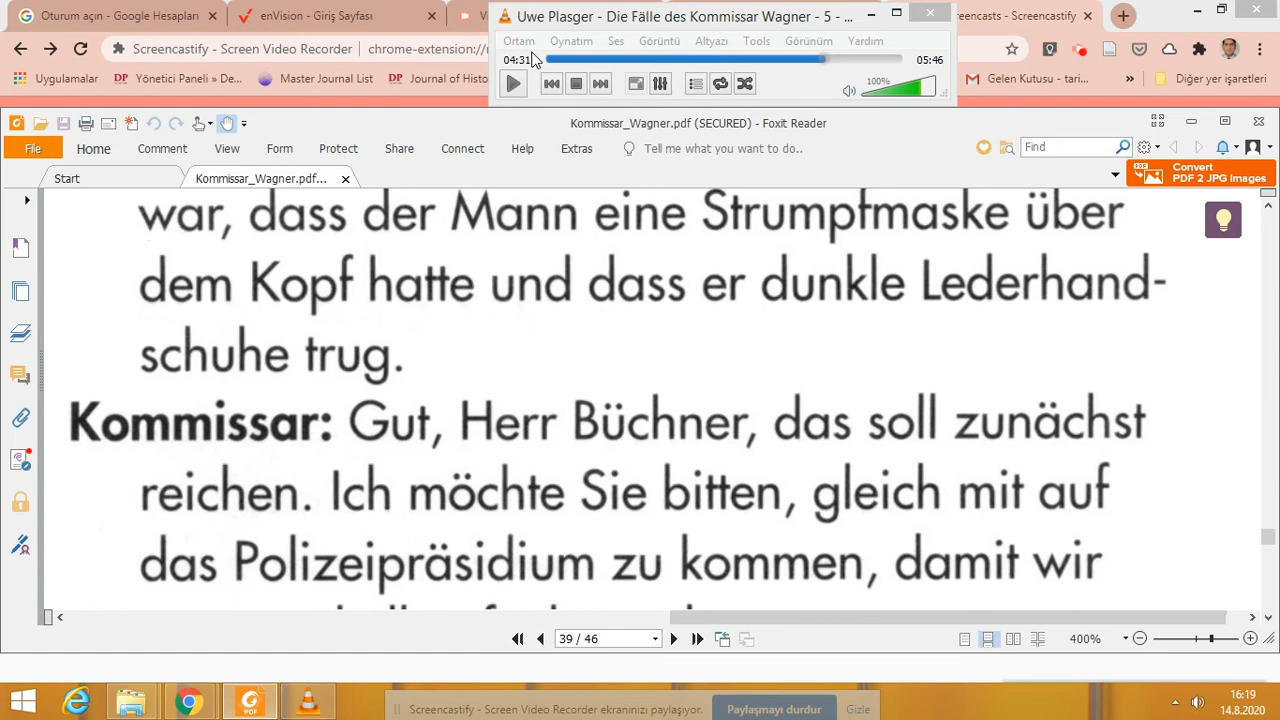 Oturum açın - Google Hesapları
enVision - Giriş Sayfası
Uwe Plasger - Die Fälle des Kommissar Wagner - 5 - ...
eencasts - Screencastify
Screencastify - Screen Video Recorder
chrome-extension://
Ortam Oynatım Ses Görüntü Altyazı Tools Görünüm Yardım
04:31
05:46
100%
Uygulamalar
Yönetici Paneli » Der...
Master Journal List
Journal of Histo
Gelen Kutusu - tari...
Diğer yer işaretleri
Kommissar_Wagner.pdf (SECURED) - Foxit Reader
File Home Comment View Form Protect Share Connect Help Extras Tell me what you want to do..
Find
Start
Kommissar_Wagner.pdf...
Convert
PDF 2 JPG Images
war, dass der Mann eine Strumpfmaske über
dem Kopf hatte und dass er dunkle Lederhand-
schuhe trug.
Kommissar: Gut, Herr Büchner, das soll zunächst
reichen. Ich möchte Sie bitten, gleich mit auf
das Polizeipräsidium zu kommen, damit wir
39 / 46
400%
Screencastify - Screen Video Recorder ekranınızı paylaşıyor.
Paylaşmayı durdur
Gizle
16:19
14.8.2020